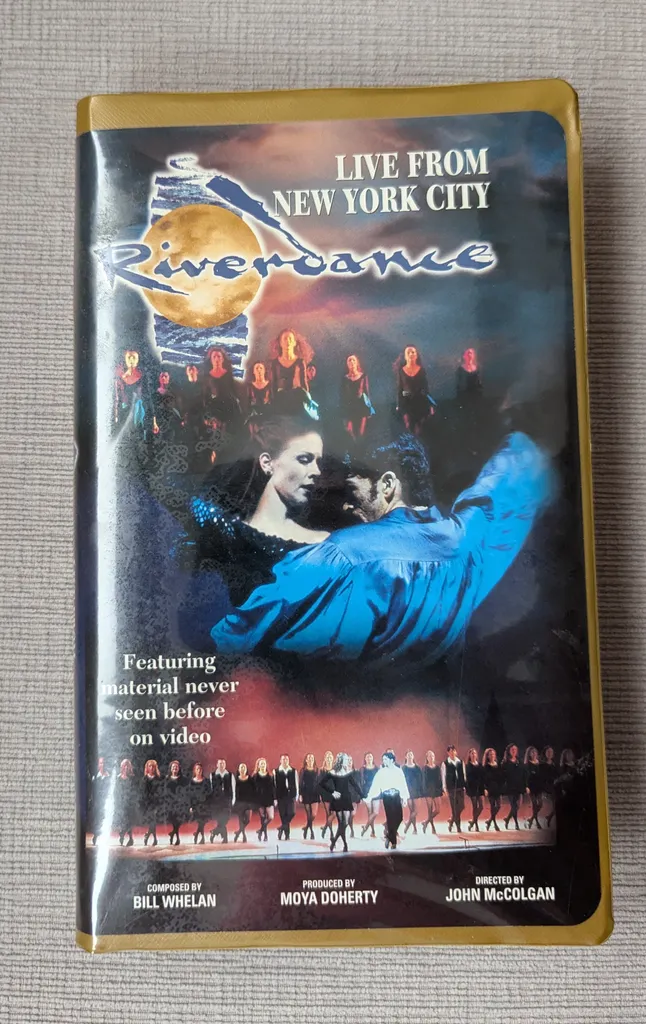 LIVE FROM
NEW YORK CITY
Riverdance
Featuring
material never
seen before
on video
COMPOSED BY
BILL WHELAN
PRODUCED BY
MOYA DOHERTY
DIRECTED BY
JOHN McCOLGAN